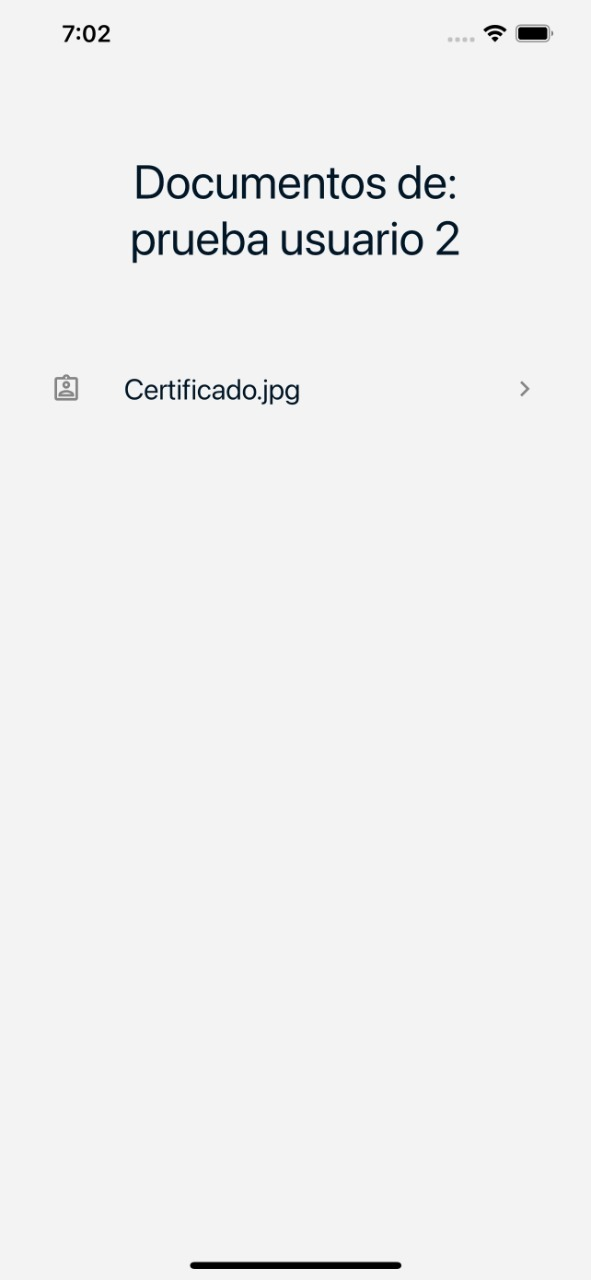 7:02
Documentos de:
prueba usuario 2
Certificado.jpg